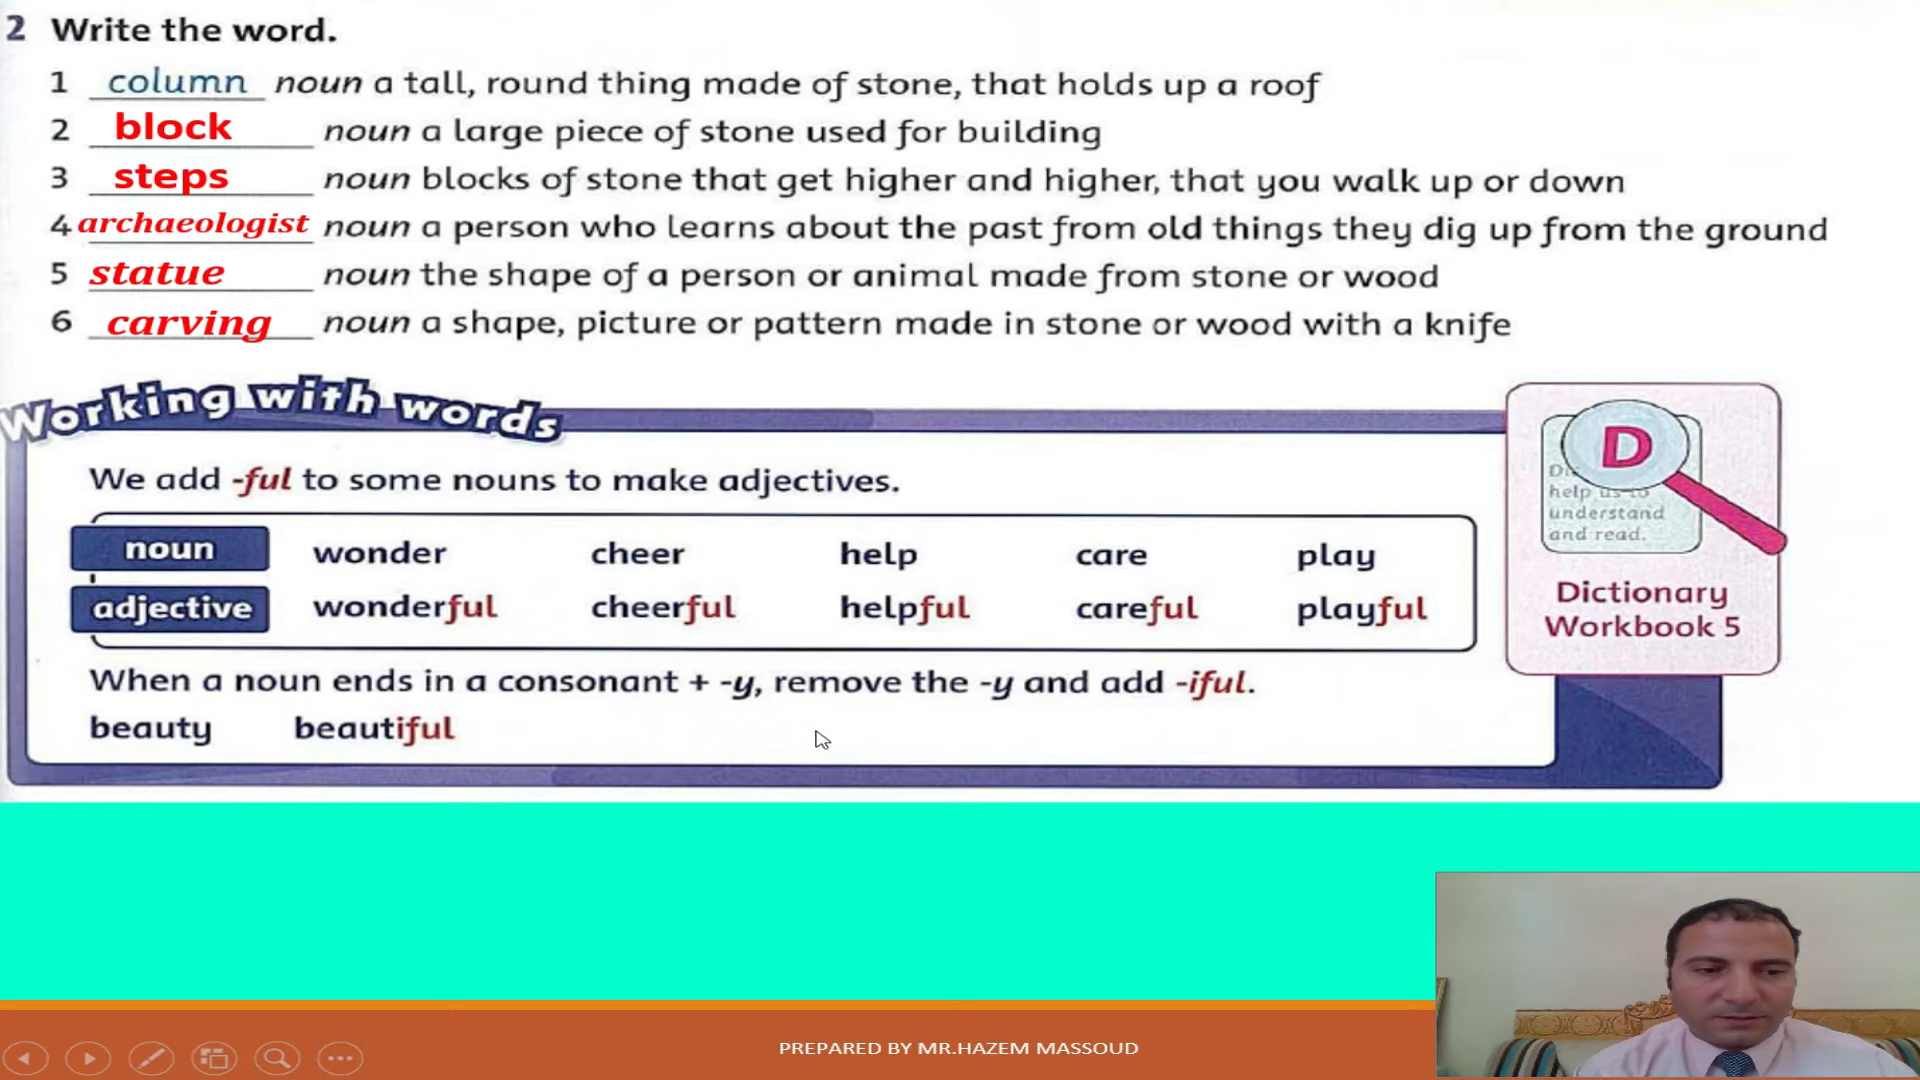 2 Write the word.
1 column noun a tall, round thing made of stone, that holds up a roof
2 block noun a large piece of stone used for building
3 steps noun blocks of stone that get higher and higher, that you walk up or down
4 archaeologist noun a person who learns about the past from old things they dig up from the ground
5 statue noun the shape of a person or animal made from stone or wood
6 carving noun a shape, picture or pattern made in stone or wood with a knife
Working with words
We add -ful to some nouns to make adjectives.
noun wonder cheer help care play
adjective wonderful cheerful helpful careful playful
When a noun ends in a consonant + -y, remove the -y and add -iful.
beauty beautiful
D
help us to
understand
and read.
Dictionary
Workbook 5
PREPARED BY MR.HAZEM MASSOUD